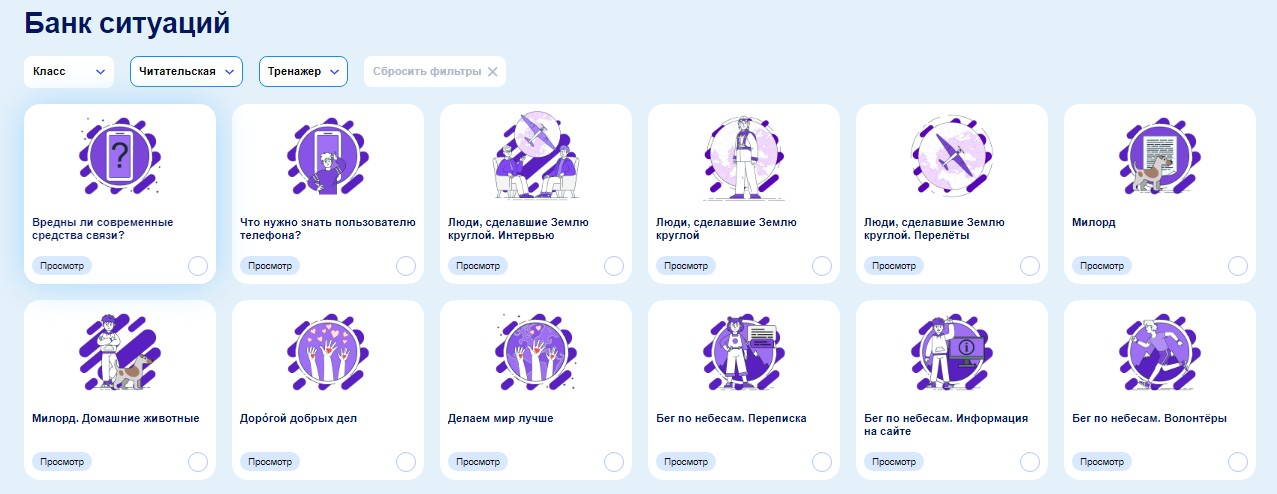 Банк ситуаций
Класс
Читательская
Тренажер
Сбросить фильтры
Вредны ли современные
средства связи?
Просмотр
Что нужно знать пользователю
телефона?
Просмотр
Люди, сделавшие Землю
круглой. Интервью
Просмотр
Люди, сделавшие Землю
круглой
Просмотр
Люди, сделавшие Землю
круглой. Перелёты
Просмотр
Милорд
Просмотр
Милорд. Домашние животные
Просмотр
Доро́гой добрых дел
Просмотр
Делаем мир лучше
Просмотр
Бег по небесам. Переписка
Просмотр
Бег по небесам. Информация
на сайте
Просмотр
Бег по небесам. Волонтёры
Просмотр